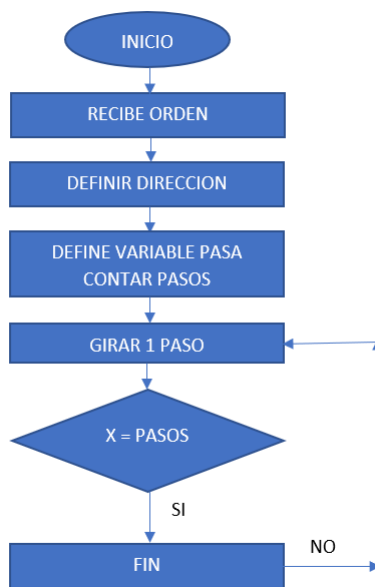 INICIO
RECIBE ORDEN
DEFINIR DIRECCION
DEFINE VARIABLE PASA
CONTAR PASOS
GIRAR 1 PASO
X = PASOS
SI
NO
FIN